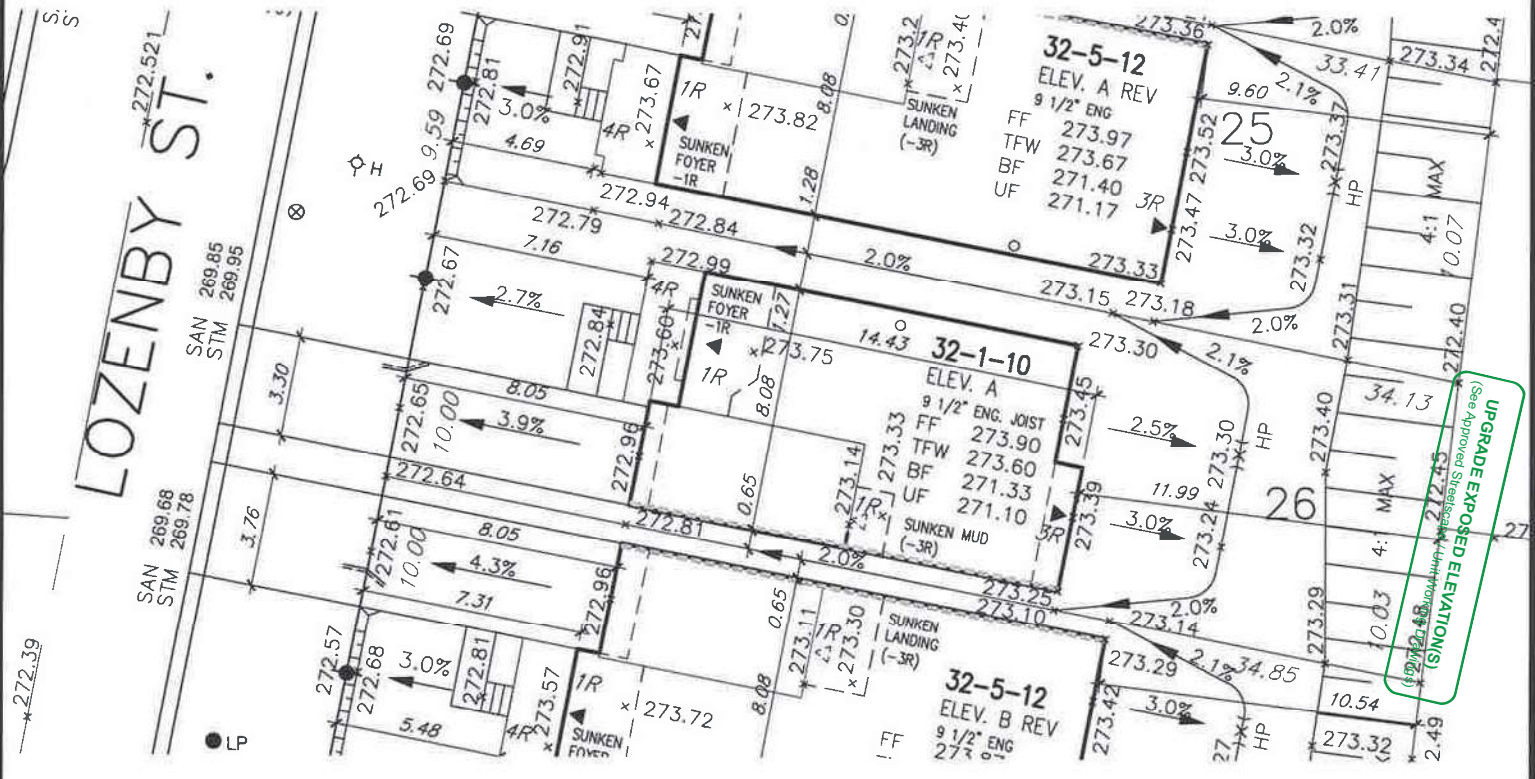 LOZENBY ST.
272.521
272.39
SAN 269.85
STM 269.95
SAN 269.68
STM 269.78
3.30
3.76
H
LP
272.69
272.81
9.59
272.69
3.0%
4.69
272.91
4R
273.67
1R
273.82
SUNKEN
FOYER
-1R
8.08
1.28
SUNKEN
LANDING
(-3R)
1R
32-5-12
ELEV. A REV
9 1/2" ENG
FF 273.97
TFW 273.67
BF 271.40
UF 271.17
3R
273.36
2.0%
33.41
273.34
272.4
2.1%
9.60
25
273.52
3.0%
273.37
HP
MAX
4:1
10.07
273.47
3.0%
273.32
273.33
272.94
272.79
272.84
7.16
272.99
2.0%
273.15
273.18
2.0%
273.31
272.40
272.67
2.7%
272.84
4R
273.60
SUNKEN
FOYER
-1R
1.27
1R
273.75
14.43
8.08
32-1-10
ELEV. A
9 1/2" ENG. JOIST
FF 273.90
TFW 273.60
BF 271.33
UF 271.10
SUNKEN MUD
(-3R)
273.30
2.1%
34.13
273.45
2.5%
273.30
HP
273.40
8.05
272.65
10.00
3.9%
272.96
273.33
273.14
1R
0.65
3R
273.39
11.99
26
3.0%
273.24
MAX
4:1
272.45
10.03
272.64
272.81
2.0%
273.25
273.10
2.0%
273.14
273.29
272.61
8.05
10.00
4.3%
7.31
272.96
0.65
273.11
1R
273.30
SUNKEN
LANDING
(-3R)
8.08
32-5-12
ELEV. B REV
9 1/2" ENG
FF
273.29
2.1%
34.85
273.42
3.0%
HP
10.54
273.32
2.49
272.57
272.68
3.0%
272.81
5.48
4R
273.57
1R
273.72
SUNKEN
FOYER
UPGRADE EXPOSED ELEVATION(S)
(See Approved Streetscape/Unit Working Drawings)